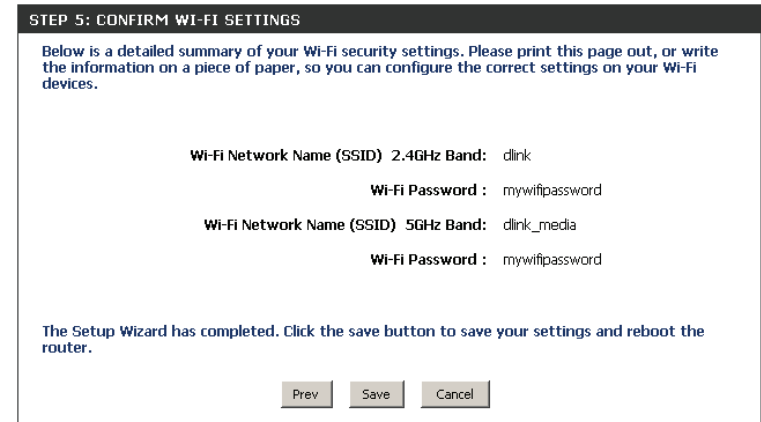 STEP 5: CONFIRM WI-FI SETTINGS
Below is a detailed summary of your Wi-Fi security settings. Please print this page out, or write
the information on a piece of paper, so you can configure the correct settings on your Wi-Fi
devices.
Wi-Fi Network Name (SSID) 2.4GHz Band: dlink
Wi-Fi Password : mywifipassword
Wi-Fi Network Name (SSID) 5GHz Band: dlink_media
Wi-Fi Password : mywifipassword
The Setup Wizard has completed. Click the save button to save your settings and reboot the
router.
Prev Save Cancel